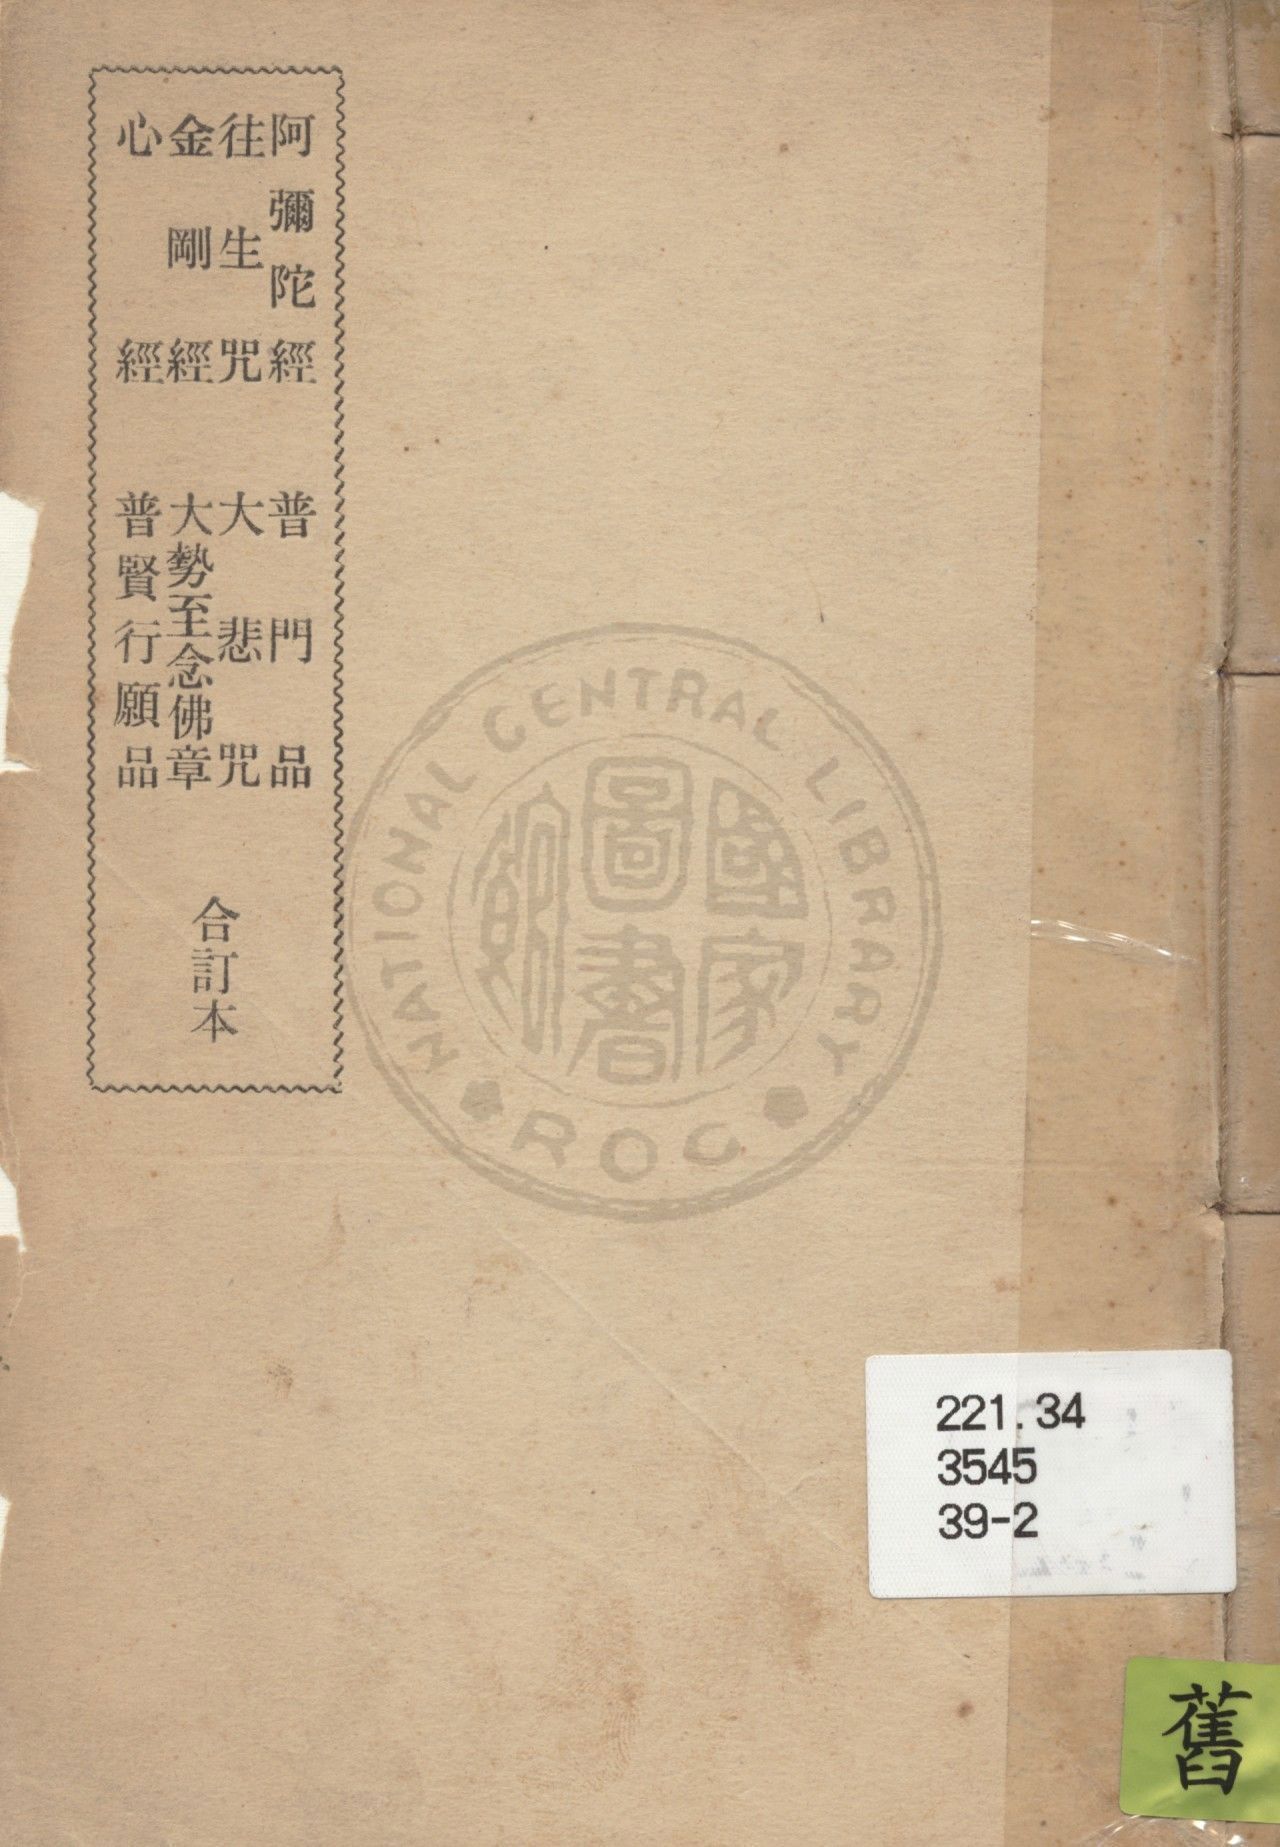 阿彌陀經 普門品
往生咒 大悲咒
金剛經 大勢至念佛章
心經 普賢行願品
合訂本
NATIONAL CENTRAL LIBRARY
國家圖書館
ROC
221.34
3545
39-2
舊